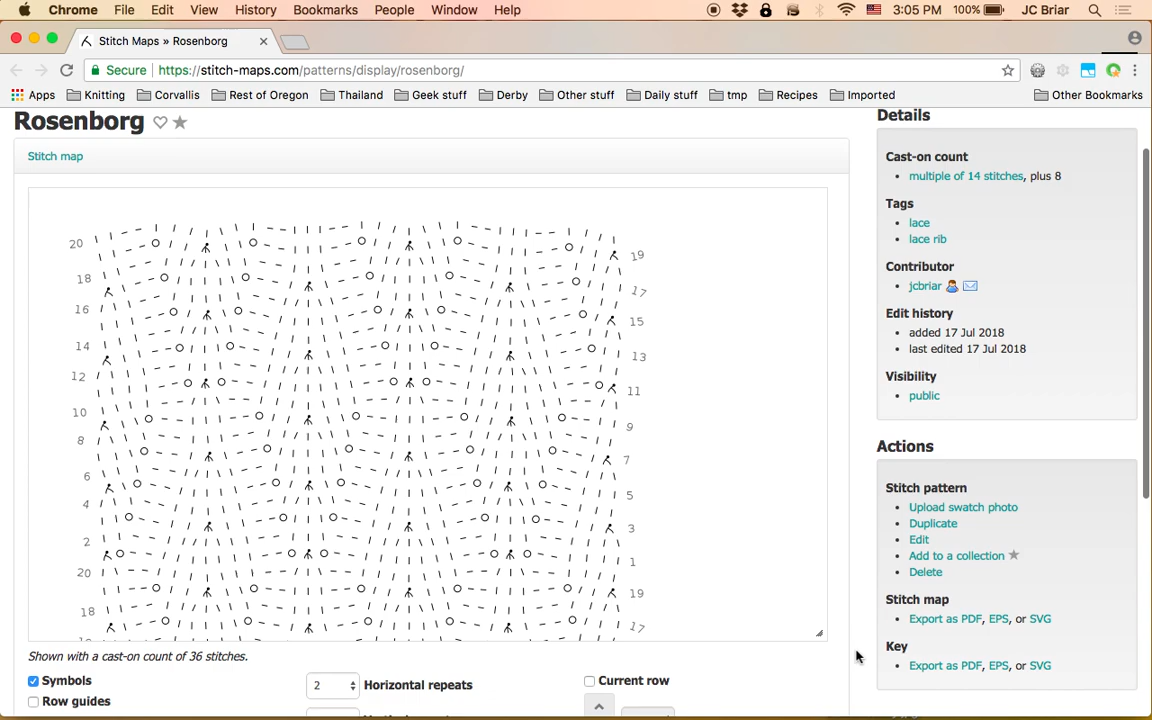 Chrome File Edit View History Bookmarks People Window Help 3:05 PM 100% JC Briar
Stitch Maps » Rosenborg
Secure https://stitch-maps.com/patterns/display/rosenborg/
Apps Knitting Corvallis Rest of Oregon Thailand Geek stuff Derby Other stuff Daily stuff tmp Recipes Imported Other Bookmarks
Rosenborg
Stitch map
20
19
18
17
16
15
14
13
12
11
10
9
8
7
6
5
4
3
2
1
20
19
18
17
Shown with a cast-on count of 36 stitches.
Symbols
2 Horizontal repeats
Current row
Row guides
Details
Cast-on count
multiple of 14 stitches, plus 8
Tags
lace
lace rib
Contributor
jcbriar
Edit history
added 17 Jul 2018
last edited 17 Jul 2018
Visibility
public
Actions
Stitch pattern
Upload swatch photo
Duplicate
Edit
Add to a collection
Delete
Stitch map
Export as PDF, EPS, or SVG
Key
Export as PDF, EPS, or SVG